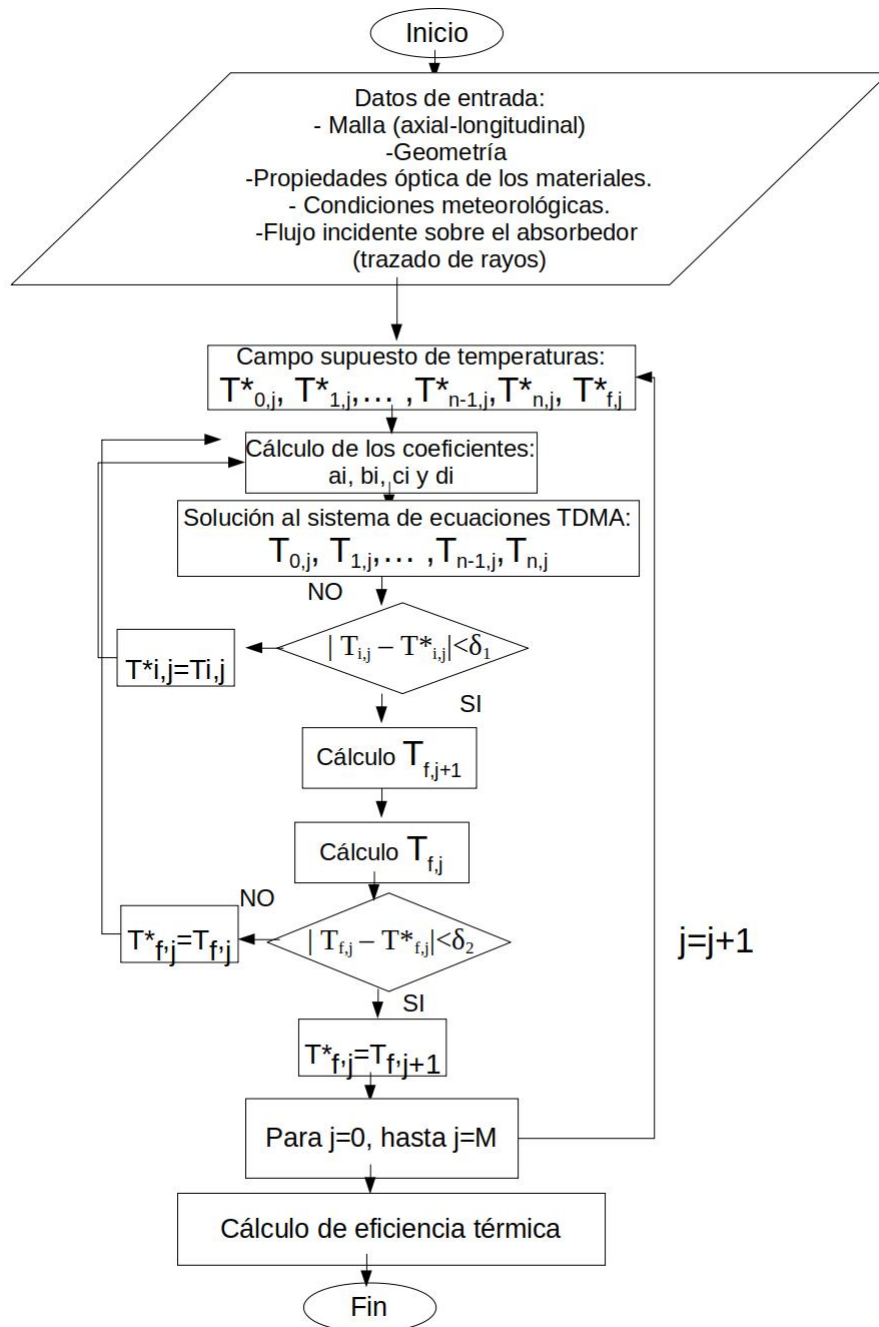 Inicio
Datos de entrada:
- Malla (axial-longitudinal)
-Geometría
-Propiedades óptica de los materiales.
- Condiciones meteorológicas.
-Flujo incidente sobre el absorbedor
(trazado de rayos)
Campo supuesto de temperaturas:
T*0,j, T*1,j,… ,T*n-1,j,T*n,j, T*f,j
Cálculo de los coeficientes:
ai, bi, ci y di
Solución al sistema de ecuaciones TDMA:
T0,j, T1,j,… ,Tn-1,j,Tn,j
NO
| Ti,j – T*i,j|<δ1
T*i,j=Ti,j
SI
Cálculo Tf,j+1
Cálculo Tf,j
NO
| Tf,j – T*f,j|<δ2
T*f,j=Tf,j
j=j+1
SI
T*f,j=Tf,j+1
Para j=0, hasta j=M
Cálculo de eficiencia térmica
Fin